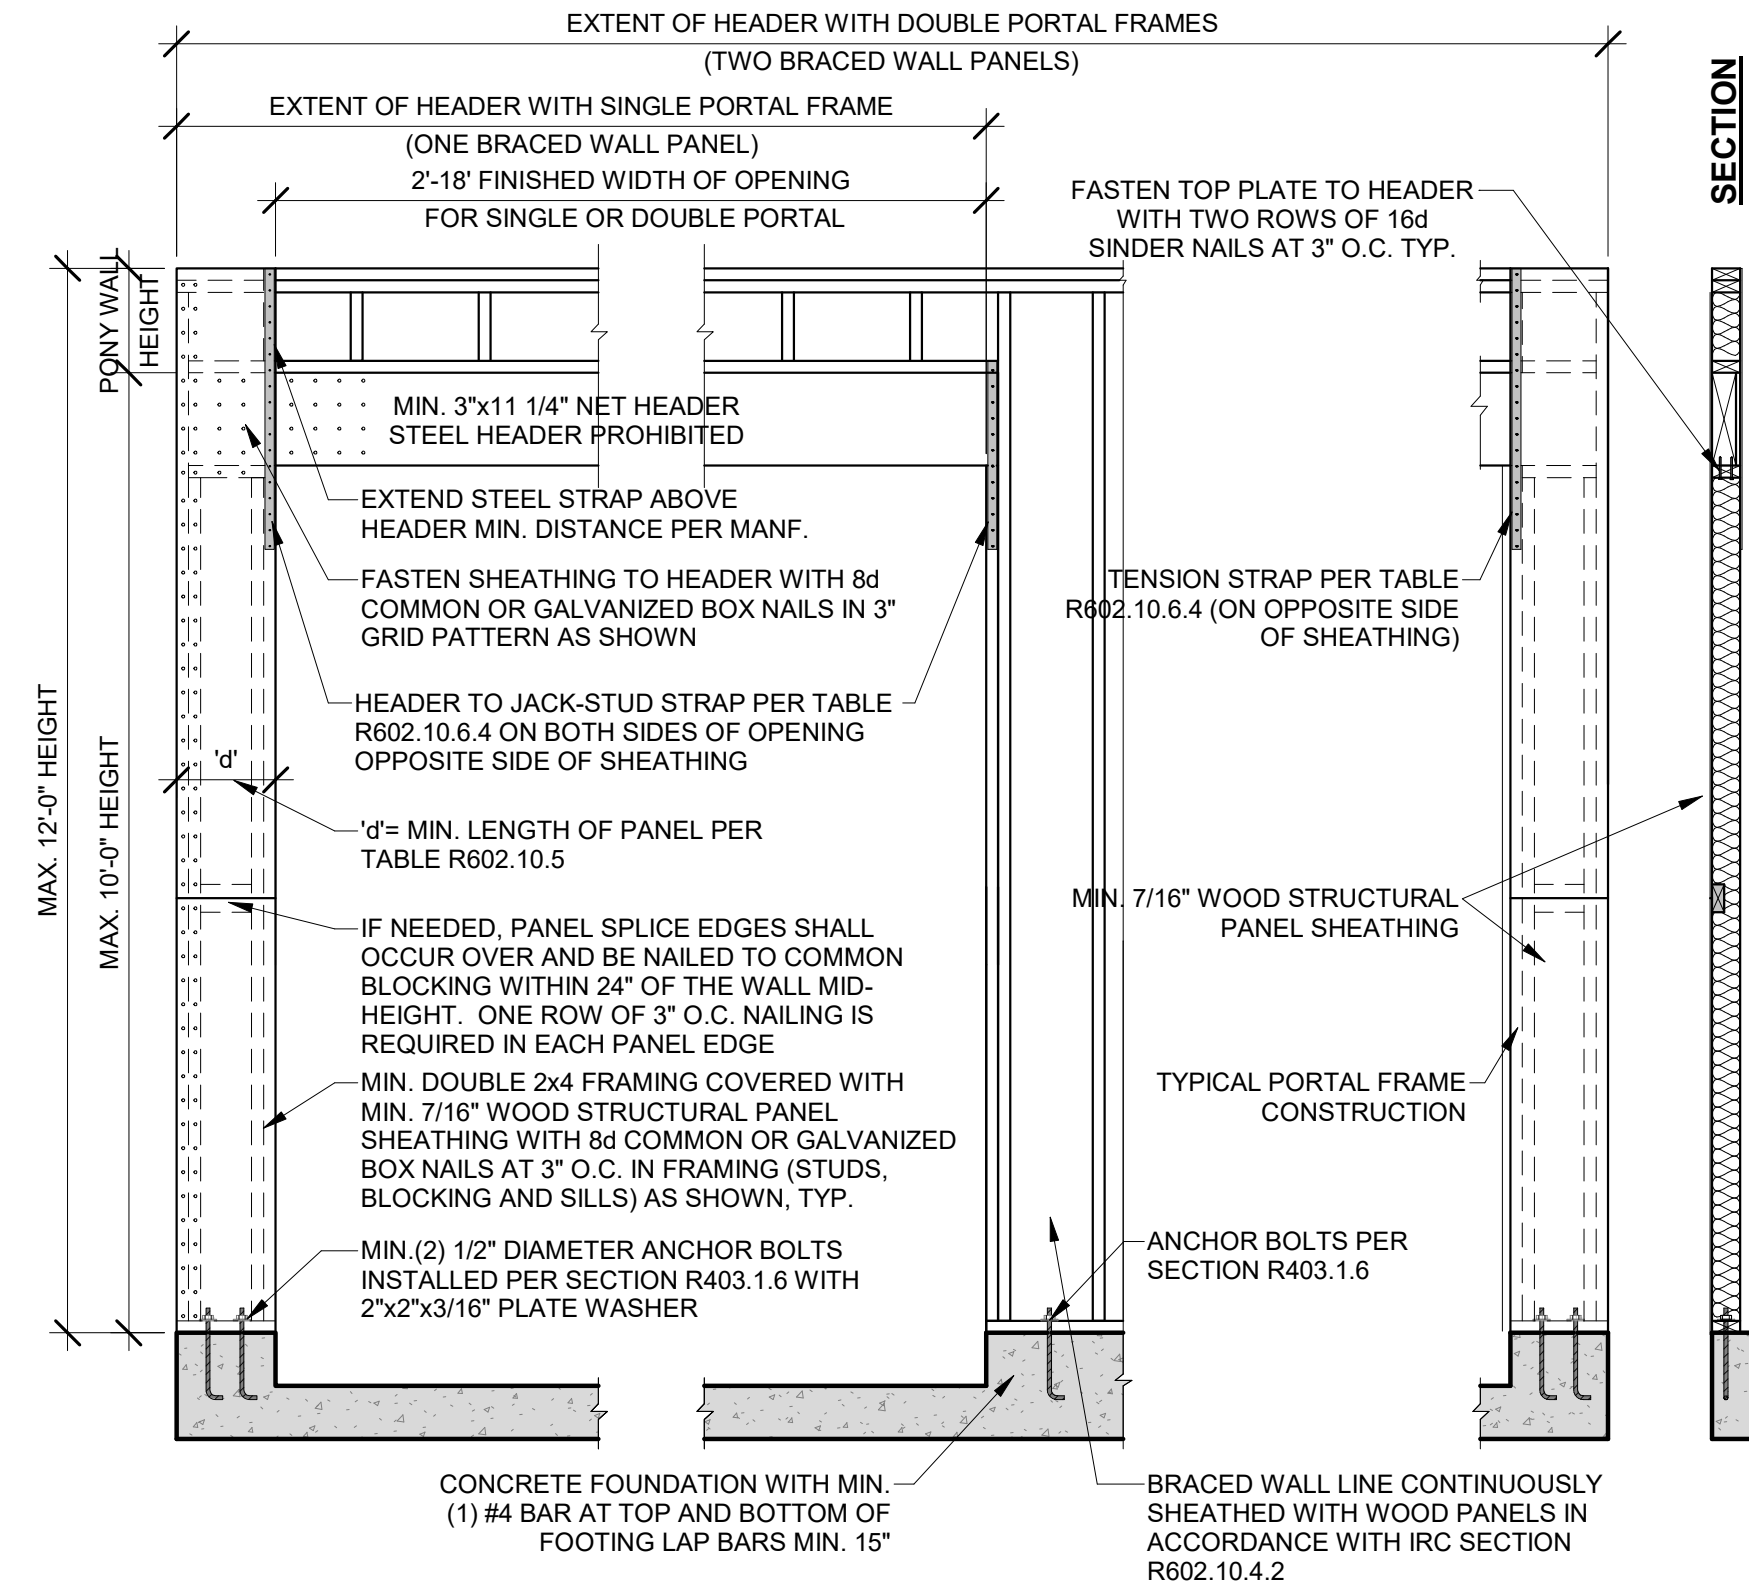 EXTENT OF HEADER WITH DOUBLE PORTAL FRAMES
(TWO BRACED WALL PANELS)
SECTION
EXTENT OF HEADER WITH SINGLE PORTAL FRAME
(ONE BRACED WALL PANEL)
2'-18' FINISHED WIDTH OF OPENING
FOR SINGLE OR DOUBLE PORTAL
FASTEN TOP PLATE TO HEADER
WITH TWO ROWS OF 16d
SINDER NAILS AT 3" O.C. TYP.
PONY WALL
HEIGHT
MIN. 3"x11 1/4" NET HEADER
STEEL HEADER PROHIBITED
EXTEND STEEL STRAP ABOVE
HEADER MIN. DISTANCE PER MANF.
FASTEN SHEATHING TO HEADER WITH 8d
COMMON OR GALVANIZED BOX NAILS IN 3"
GRID PATTERN AS SHOWN
TENSION STRAP PER TABLE
R602.10.6.4 (ON OPPOSITE SIDE
OF SHEATHING)
HEADER TO JACK-STUD STRAP PER TABLE
R602.10.6.4 ON BOTH SIDES OF OPENING
OPPOSITE SIDE OF SHEATHING
MAX. 12'-0" HEIGHT
MAX. 10'-0" HEIGHT
'd'
'd'= MIN. LENGTH OF PANEL PER
TABLE R602.10.5
IF NEEDED, PANEL SPLICE EDGES SHALL
OCCUR OVER AND BE NAILED TO COMMON
BLOCKING WITHIN 24" OF THE WALL MID-
HEIGHT.  ONE ROW OF 3" O.C. NAILING IS
REQUIRED IN EACH PANEL EDGE
MIN. 7/16" WOOD STRUCTURAL
PANEL SHEATHING
MIN. DOUBLE 2x4 FRAMING COVERED WITH
MIN. 7/16" WOOD STRUCTURAL PANEL
SHEATHING WITH 8d COMMON OR GALVANIZED
BOX NAILS AT 3" O.C. IN FRAMING (STUDS,
BLOCKING AND SILLS) AS SHOWN, TYP.
TYPICAL PORTAL FRAME
CONSTRUCTION
MIN.(2) 1/2" DIAMETER ANCHOR BOLTS
INSTALLED PER SECTION R403.1.6 WITH
2"x2"x3/16" PLATE WASHER
ANCHOR BOLTS PER
SECTION R403.1.6
CONCRETE FOUNDATION WITH MIN.
(1) #4 BAR AT TOP AND BOTTOM OF
FOOTING LAP BARS MIN. 15"
BRACED WALL LINE CONTINUOUSLY
SHEATHED WITH WOOD PANELS IN
ACCORDANCE WITH IRC SECTION
R602.10.4.2